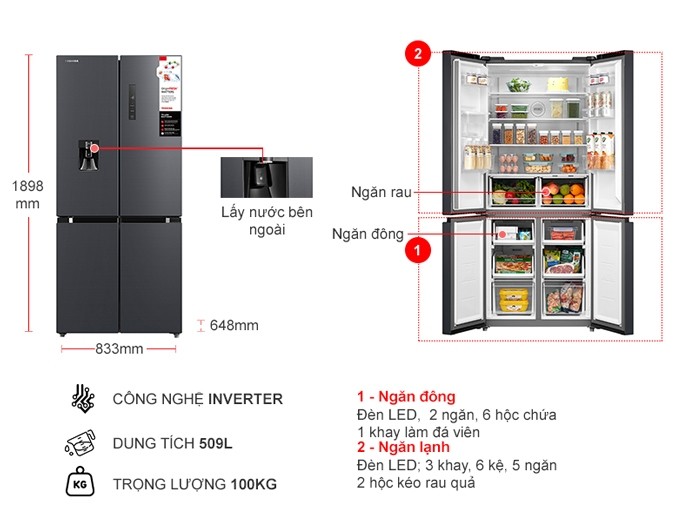 TOSHIBA
2
1898
mm
Lấy nước bên
ngoài
Ngăn rau
Ngăn đông
1
648mm
833mm
CÔNG NGHỆ INVERTER
DUNG TÍCH 509L
KG
TRỌNG LƯỢNG 100KG
1 - Ngăn đông
Đèn LED, 2 ngăn, 6 hộc chứa
1 khay làm đá viên
2 - Ngăn lạnh
Đèn LED; 3 khay, 6 kệ, 5 ngăn
2 hộc kéo rau quả